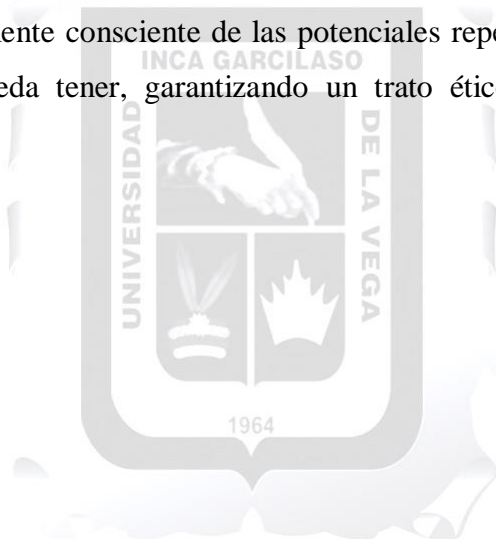 ente consciente de las potenciales repe
eda tener, garantizando un trato étic
INCA GARCILASO
UNIVERSIDAD
DE LA VEGA
1964